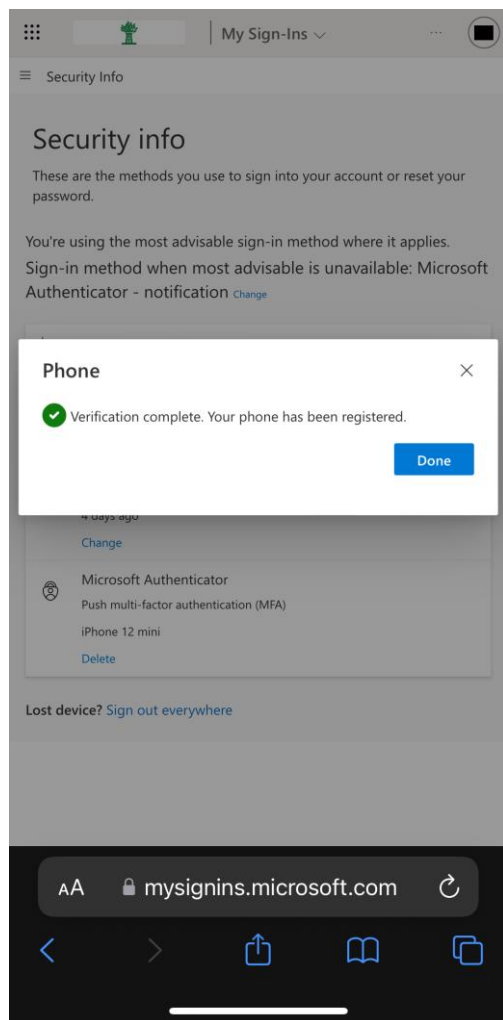 My Sign-Ins
...
Security Info
Security info
These are the methods you use to sign into your account or reset your
password.
You're using the most advisable sign-in method where it applies.
Sign-in method when most advisable is unavailable: Microsoft
Authenticator - notification Change
Phone
Verification complete. Your phone has been registered.
Done
4 days ago
Change
Microsoft Authenticator
Push multi-factor authentication (MFA)
iPhone 12 mini
Delete
Lost device? Sign out everywhere
AA mysignins.microsoft.com